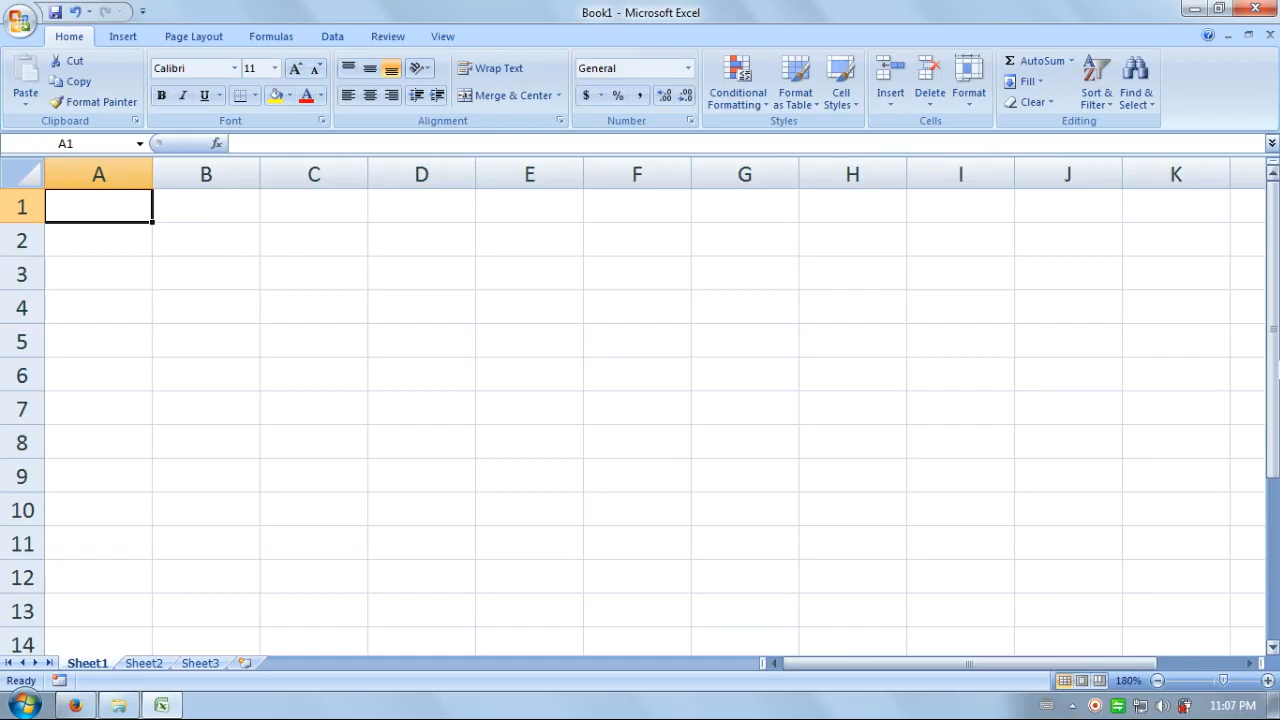 Book1 - Microsoft Excel
Home Insert Page Layout Formulas Data Review View
Paste
Cut
Copy
Format Painter
Clipboard
Calibri 11
B I U
Font
Wrap Text
Merge & Center
Alignment
General
$ % ,
Number
Conditional Formatting
Format as Table
Cell Styles
Styles
Insert
Delete
Format
Cells
Σ AutoSum
Fill
Clear
Sort & Filter
Find & Select
Editing
A1 fx
A B C D E F G H I J K
1
2
3
4
5
6
7
8
9
10
11
12
13
14
Sheet1 Sheet2 Sheet3
Ready 180%
11:07 PM